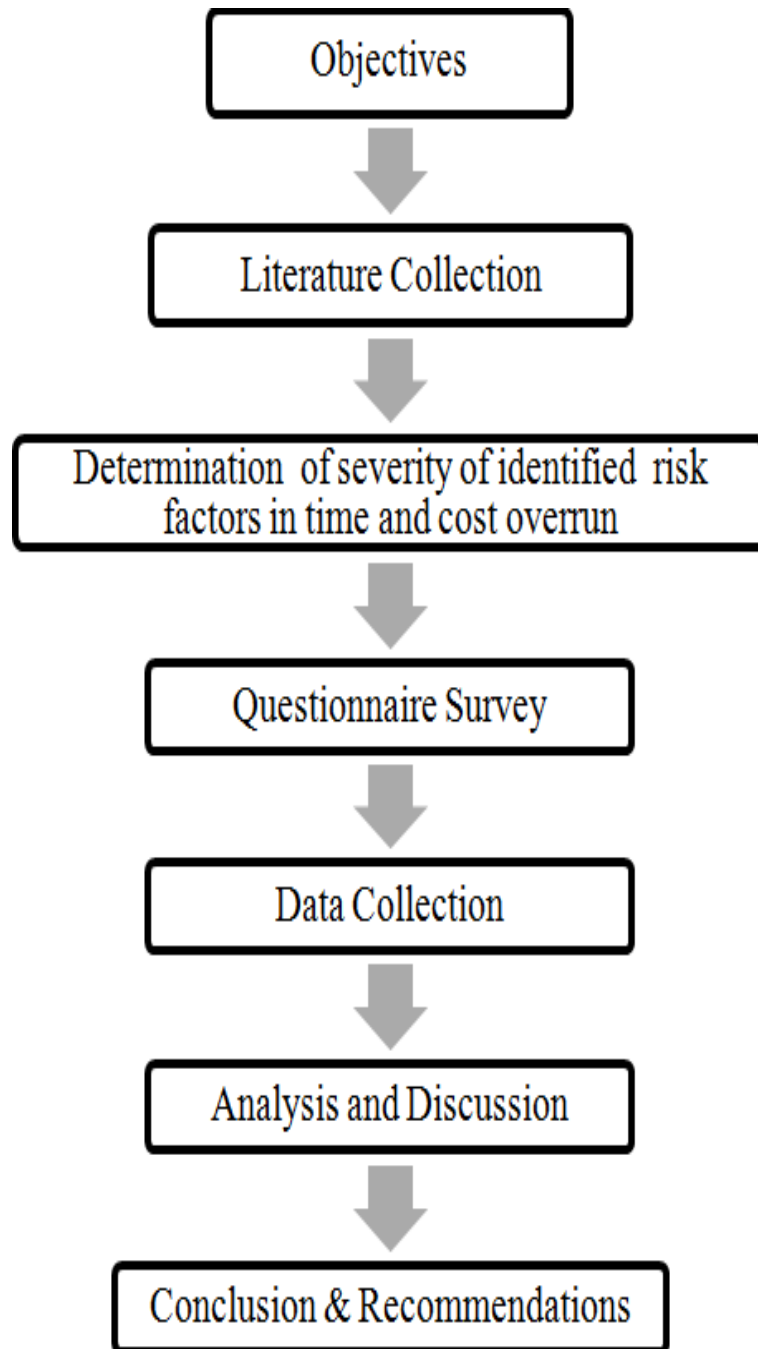 Objectives
Literature Collection
Determination of severity of identified risk
factors in time and cost overrun
Questionnaire Survey
Data Collection
Analysis and Discussion
Conclusion & Recommendations